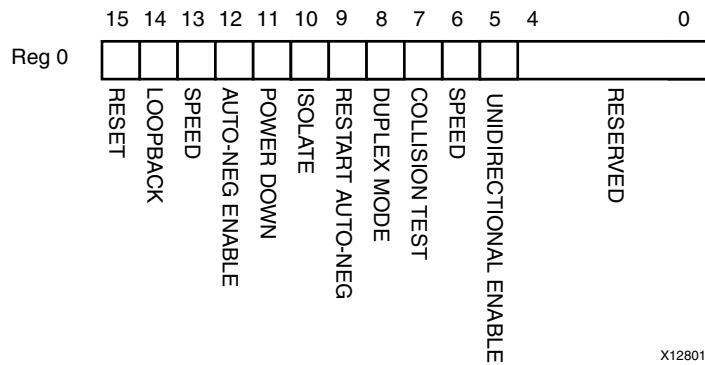 15 14 13 12 11 10 9 8 7 6 5 4 0
Reg 0
RESET
LOOPBACK
SPEED
AUTO-NEG ENABLE
POWER DOWN
ISOLATE
RESTART AUTO-NEG
DUPLEX MODE
COLLISION TEST
SPEED
UNIDIRECTIONAL ENABLE
RESERVED
X12801